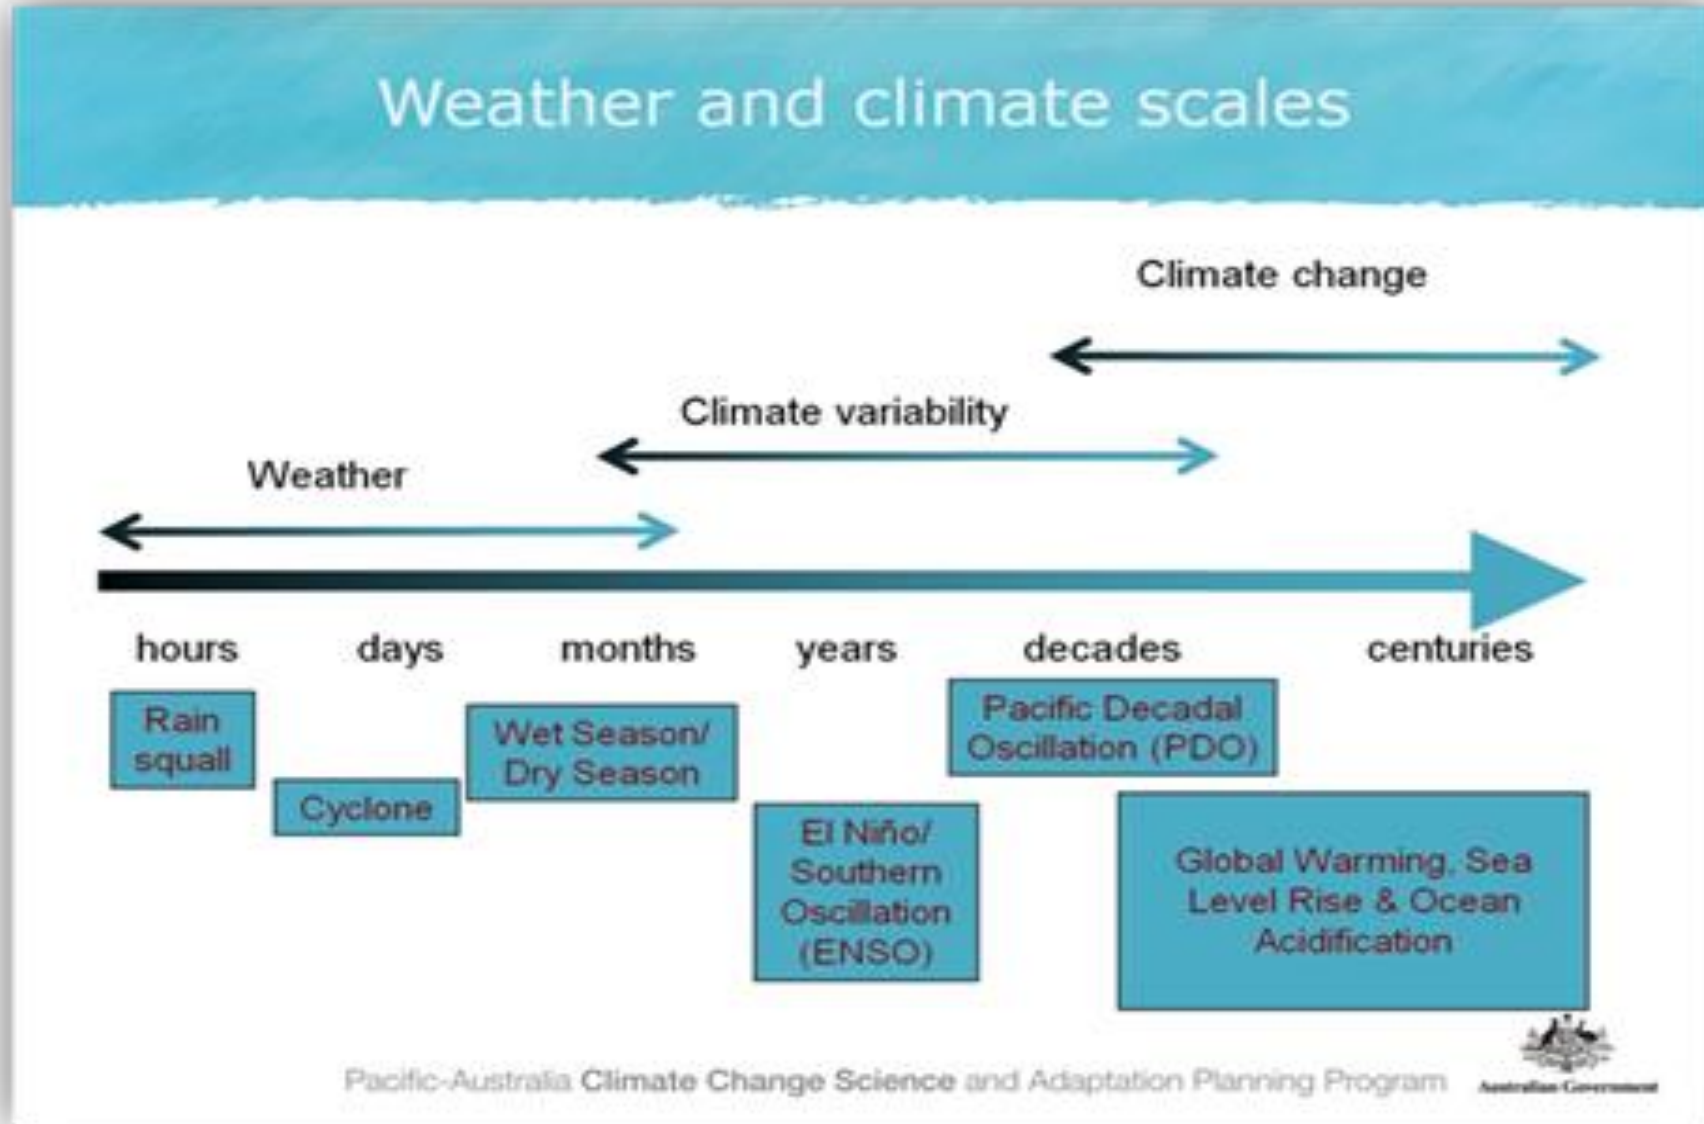 Weather and climate scales
Climate change
Climate variability
Weather
hours days months years decades centuries
Rain
squall
Cyclone
Wet Season/
Dry Season
El Niño/
Southern
Oscillation
(ENSO)
Pacific Decadal
Oscillation (PDO)
Global Warming, Sea
Level Rise & Ocean
Acidification
Pacific-Australia Climate Change Science and Adaptation Planning Program
Australian Government